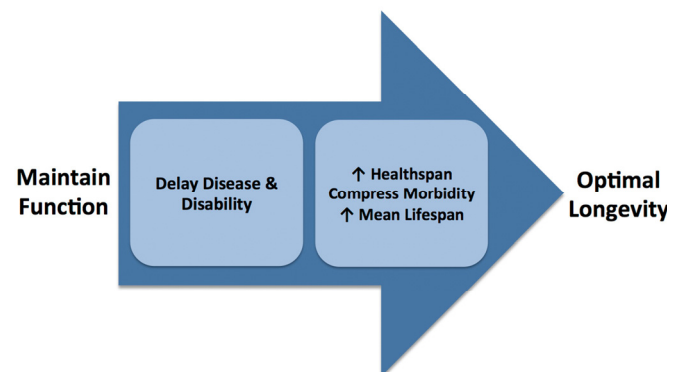 Maintain
Function
Delay Disease &
Disability
↑ Healthspan
Compress Morbidity
↑ Mean Lifespan
Optimal
Longevity